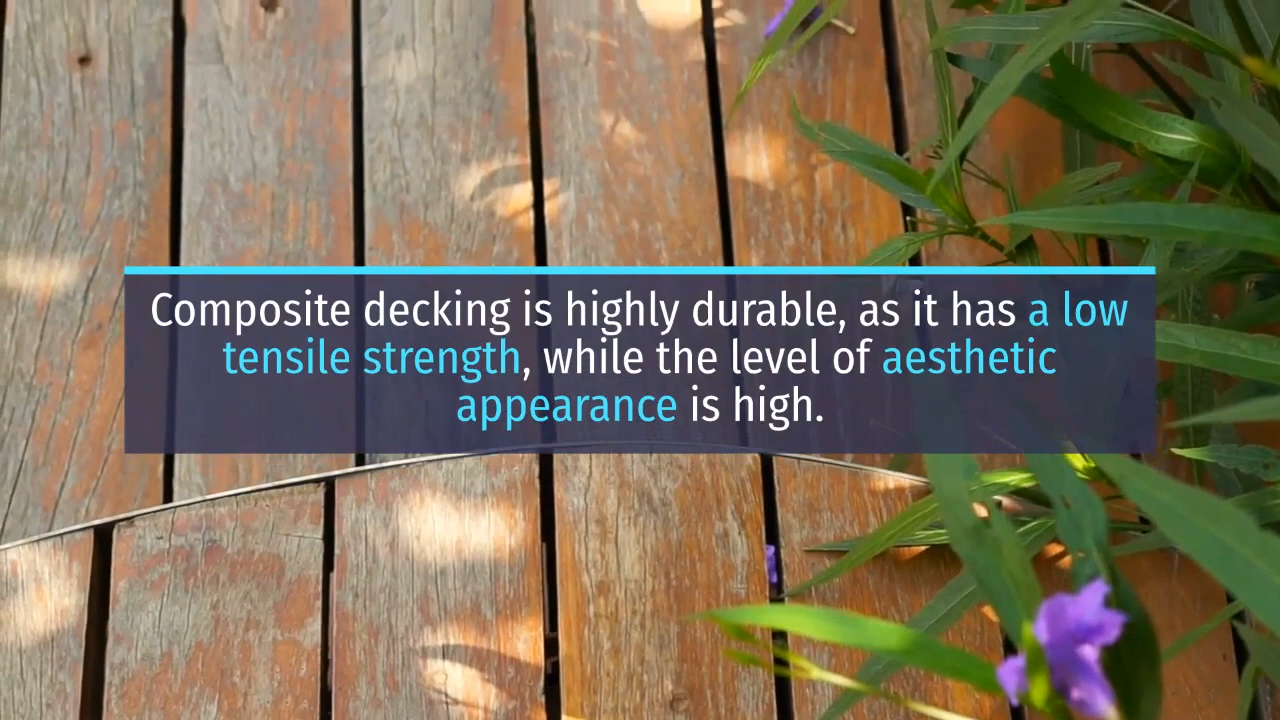 Composite decking is highly durable, as it has a low
tensile strength, while the level of aesthetic
appearance is high.